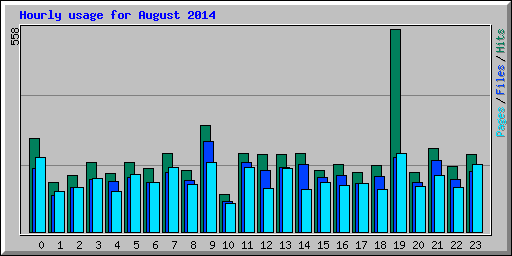 Hourly usage for August 2014
558
Pages/Files/Hits
0 1 2 3 4 5 6 7 8 9 10 11 12 13 14 15 16 17 18 19 20 21 22 23